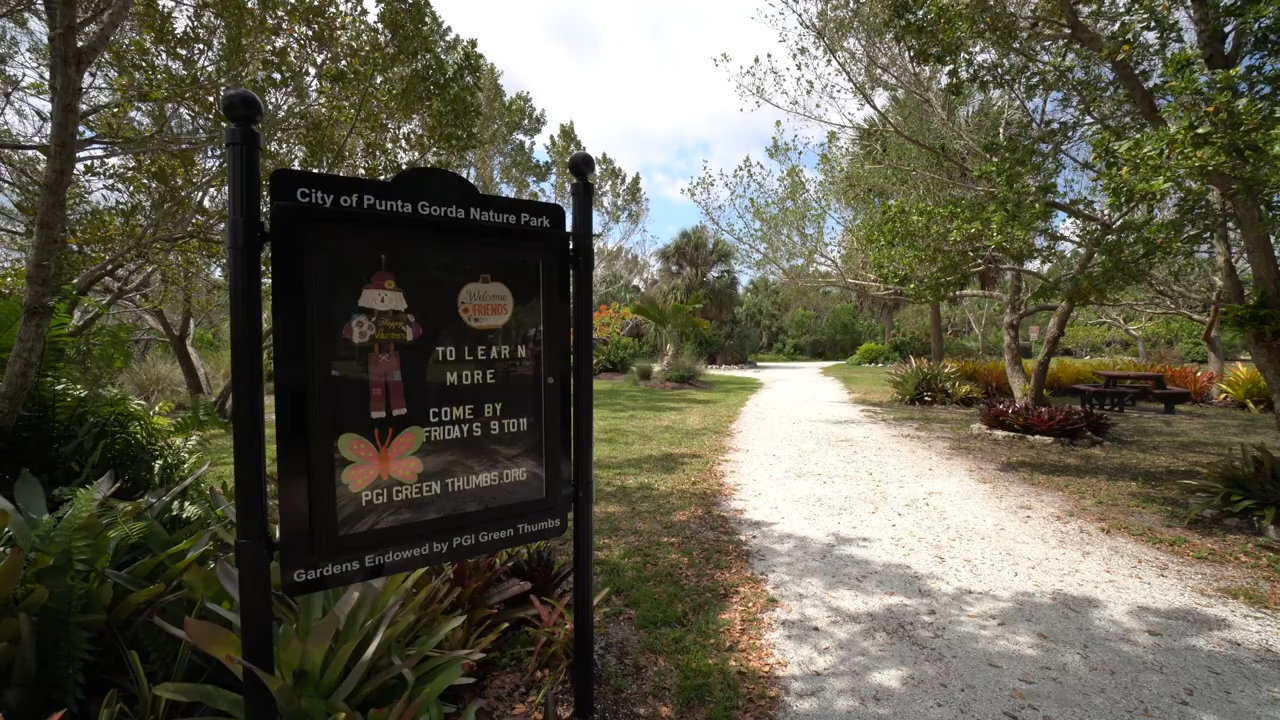 City of Punta Gorda Nature Park
Welcome
FRIENDS
Happy
TO LEARN
MORE
COME BY
FRIDAYS 9 TO 11
PGI GREEN THUMBS.ORG
Gardens Endowed by PGI Green Thumbs